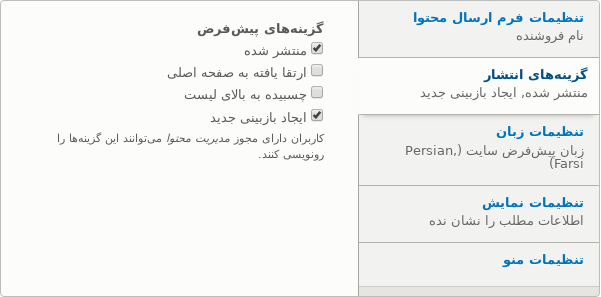 تنظیمات فرم ارسال محتوا
نام فروشنده
گزینه‌های انتشار
منتشر شده, ایجاد بازبینی جدید
تنظیمات زبان
زبان پیش‌فرض سایت (Persian,
Farsi)
تنظیمات نمایش
اطلاعات مطلب را نشان نده
تنظیمات منو
گزینه‌های پیش‌فرض
منتشر شده
ارتقا یافته به صفحه اصلی
چسبیده به بالای لیست
ایجاد بازبینی جدید
کاربران دارای مجوز مدیریت محتوا می‌توانند این گزینه‌ها را
رونویسی کنند.